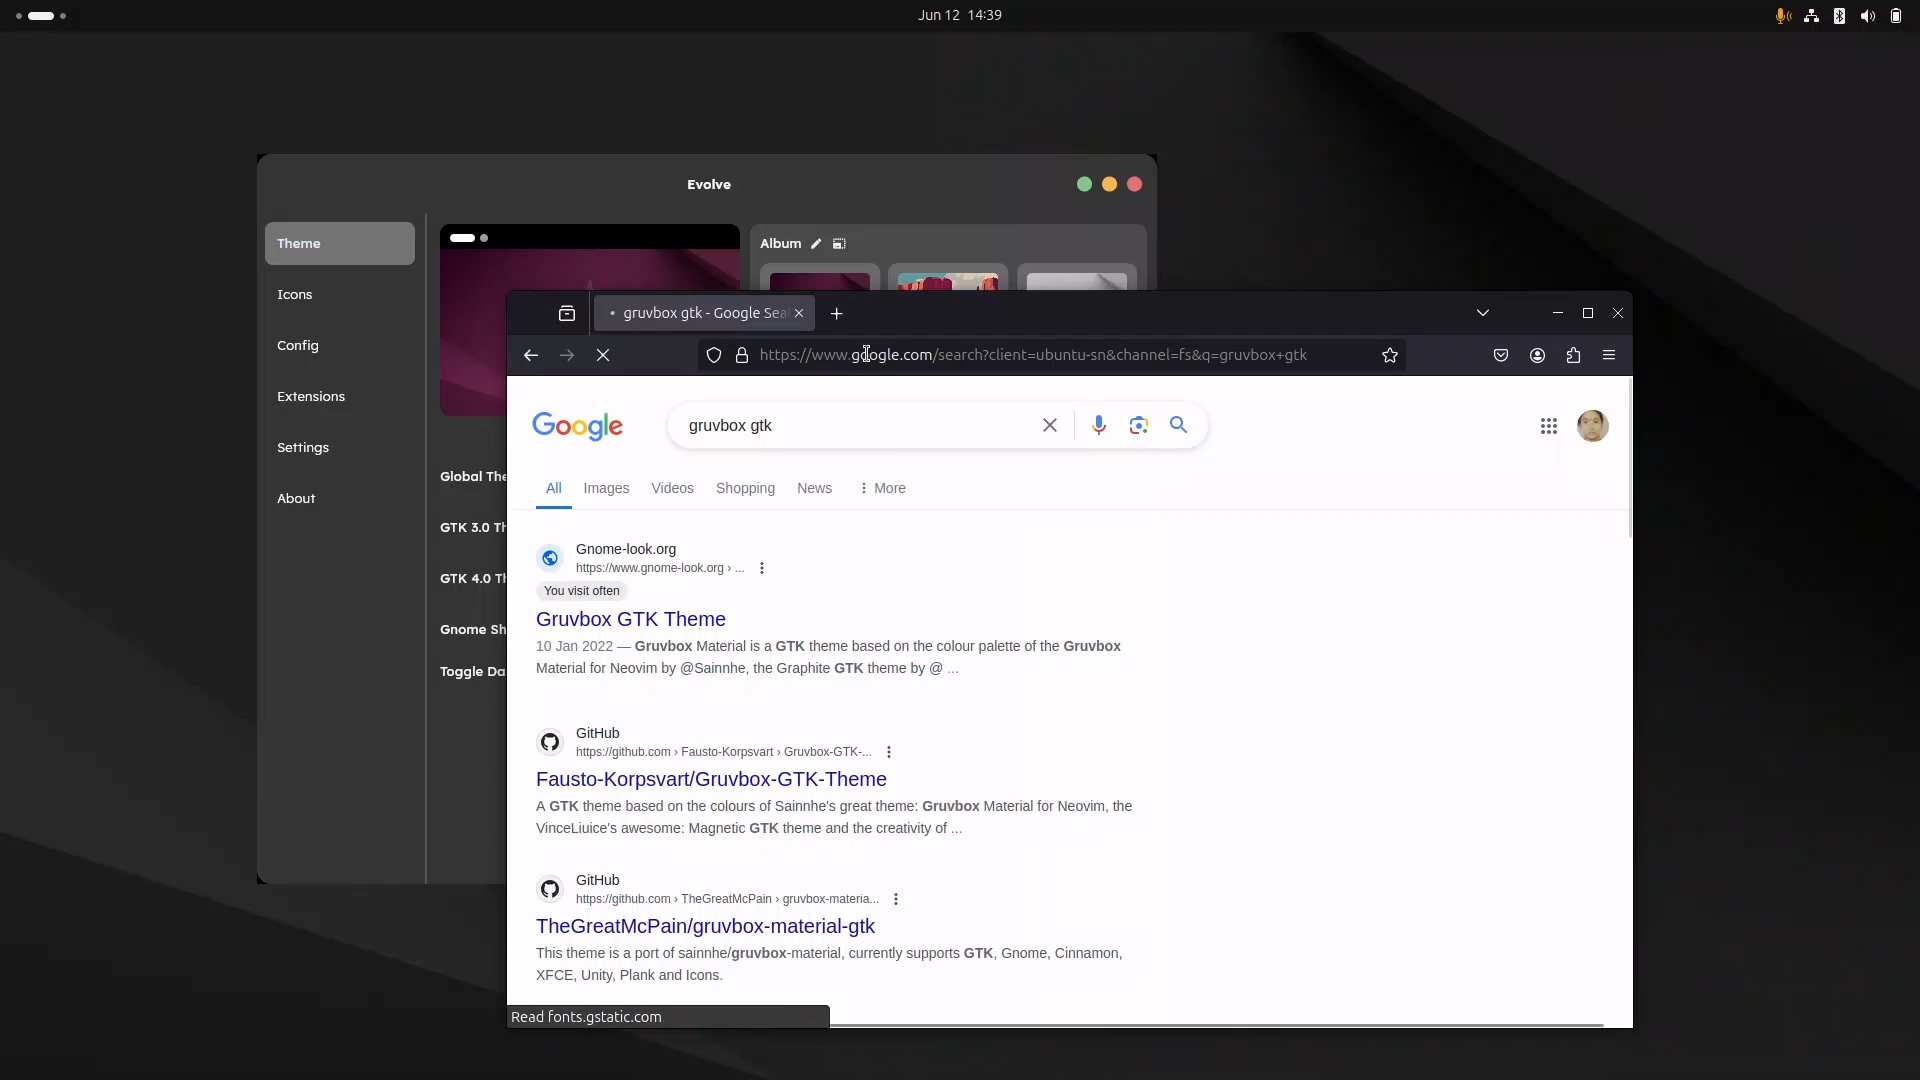 Jun 12 14:39
Evolve
Theme
Icons
Config
Extensions
Settings
About
Album
Global The
GTK 3.0 Th
GTK 4.0 Th
Gnome Sh
Toggle Da
gruvbox gtk - Google Sea
https://www.google.com/search?client=ubuntu-sn&channel=fs&q=gruvbox+gtk
Google
gruvbox gtk
All
Images
Videos
Shopping
News
More
Gnome-look.org
https://www.gnome-look.org › ...
You visit often
Gruvbox GTK Theme
10 Jan 2022 — Gruvbox Material is a GTK theme based on the colour palette of the Gruvbox
Material for Neovim by @Sainnhe, the Graphite GTK theme by @ ...
GitHub
https://github.com › Fausto-Korpsvart › Gruvbox-GTK-...
Fausto-Korpsvart/Gruvbox-GTK-Theme
A GTK theme based on the colours of Sainnhe's great theme: Gruvbox Material for Neovim, the
VinceLiuice's awesome: Magnetic GTK theme and the creativity of ...
GitHub
https://github.com › TheGreatMcPain › gruvbox-materia...
TheGreatMcPain/gruvbox-material-gtk
This theme is a port of sainnhe/gruvbox-material, currently supports GTK, Gnome, Cinnamon,
XFCE, Unity, Plank and Icons.
Read fonts.gstatic.com